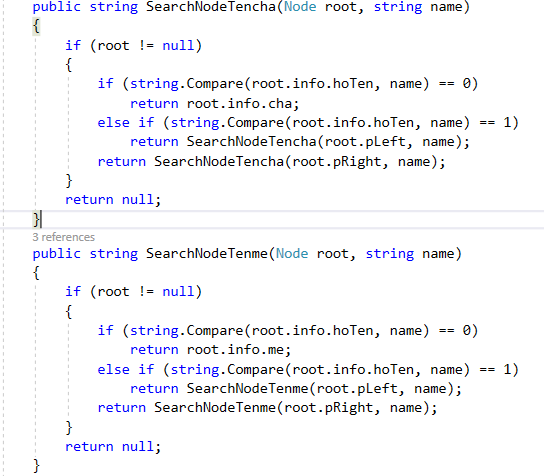 public string SearchNodeTencha(Node root, string name)
{
if (root != null)
{
if (string.Compare(root.info.hoTen, name) == 0)
return root.info.cha;
else if (string.Compare(root.info.hoTen, name) == 1)
return SearchNodeTencha(root.pLeft, name);
return SearchNodeTencha(root.pRight, name);
}
return null;
}
3 references
public string SearchNodeTenme(Node root, string name)
{
if (root != null)
{
if (string.Compare(root.info.hoTen, name) == 0)
return root.info.me;
else if (string.Compare(root.info.hoTen, name) == 1)
return SearchNodeTenme(root.pLeft, name);
return SearchNodeTenme(root.pRight, name);
}
return null;
}